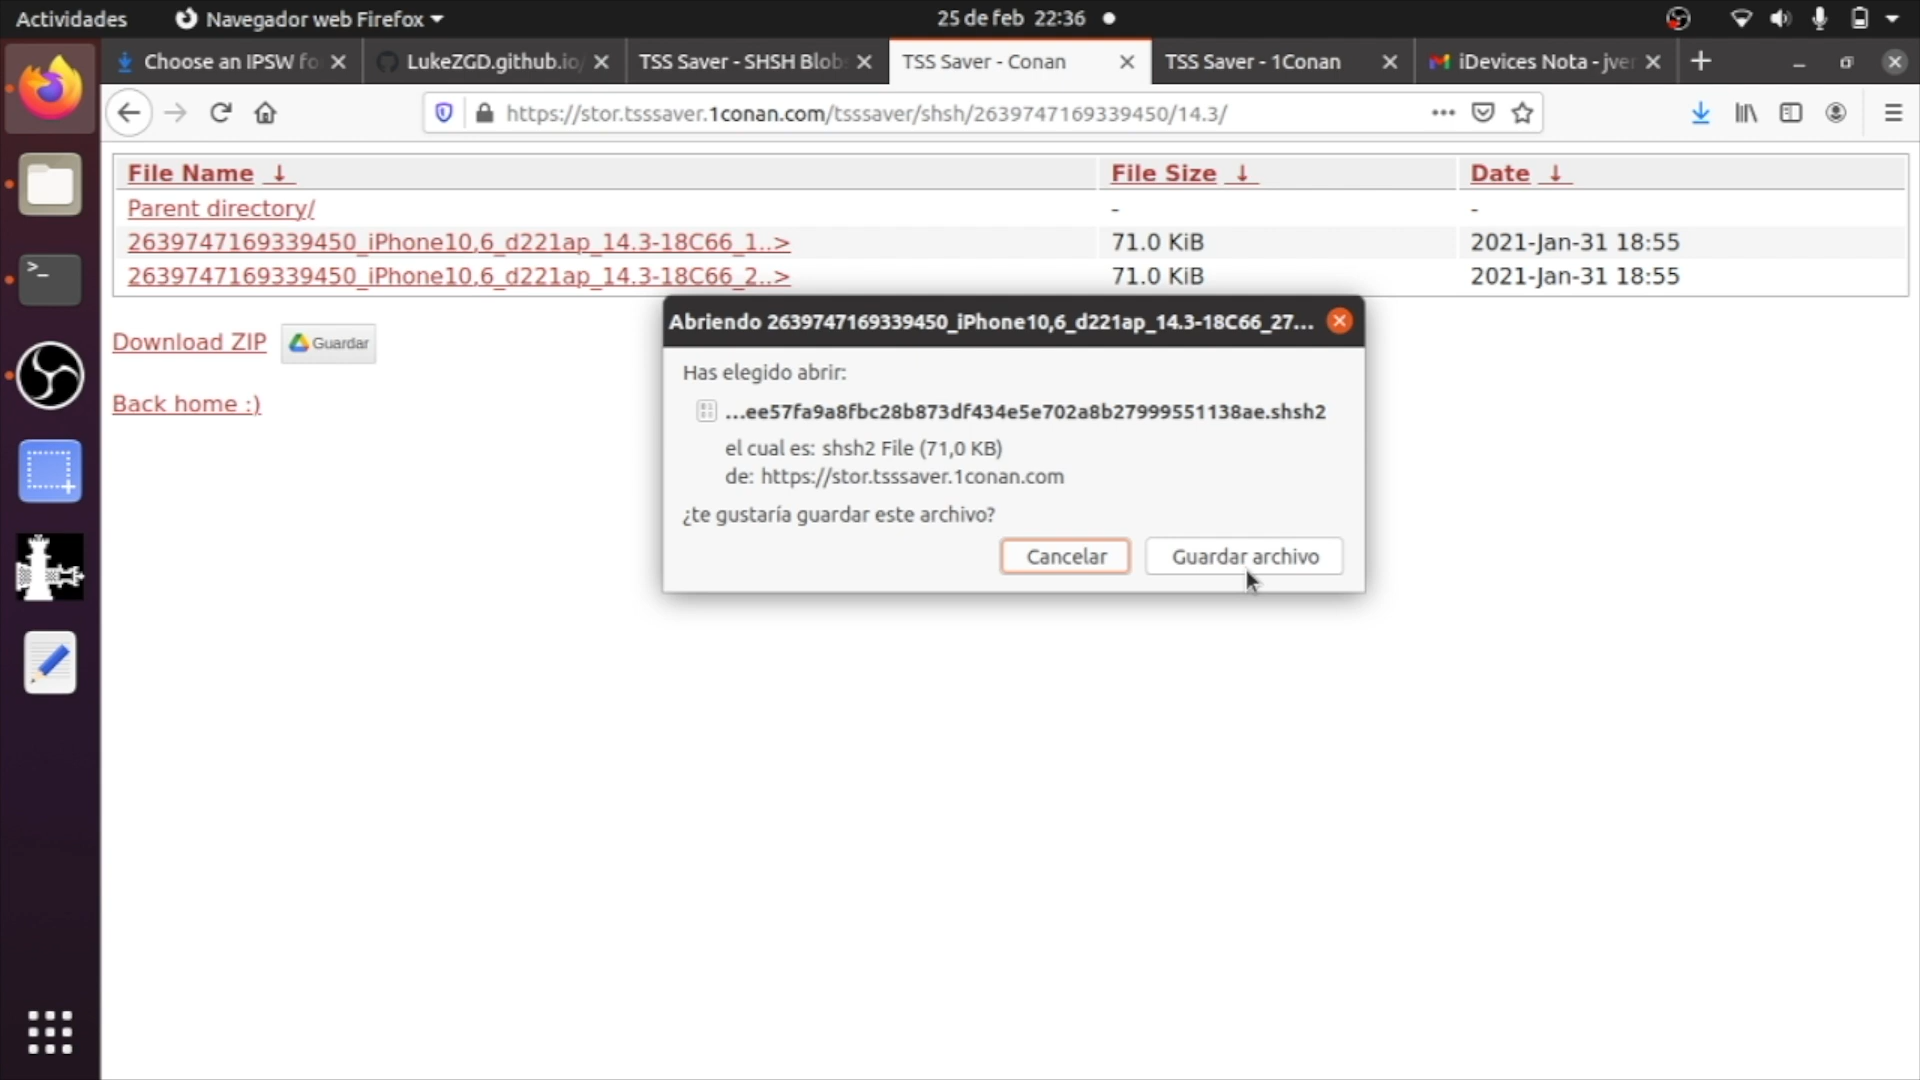 Actividades
Navegador web Firefox
25 de feb 22:36
Choose an IPSW fo
LukeZGD.github.io/
TSS Saver - SHSH Blobs
TSS Saver - Conan
TSS Saver - 1Conan
iDevices Nota - jver
https://stor.tsssaver.1conan.com/tsssaver/shsh/2639747169339450/14.3/
File Name ↓
File Size ↓
Date ↓
Parent directory/
-
-
2639747169339450_iPhone10,6_d221ap_14.3-18C66_1..>
71.0 KiB
2021-Jan-31 18:55
2639747169339450_iPhone10,6_d221ap_14.3-18C66_2..>
71.0 KiB
2021-Jan-31 18:55
Download ZIP
Guardar
Back home :)
Abriendo 2639747169339450_iPhone10,6_d221ap_14.3-18C66_27...
Has elegido abrir:
...ee57fa9a8fbc28b873df434e5e702a8b27999551138ae.shsh2
el cual es: shsh2 File (71,0 KB)
de: https://stor.tsssaver.1conan.com
¿te gustaría guardar este archivo?
Cancelar
Guardar archivo